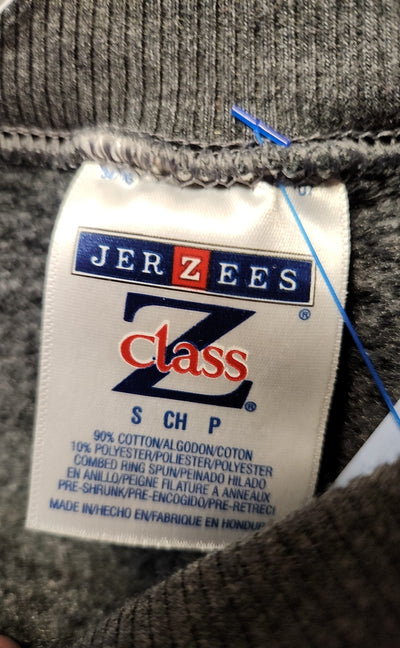 JERZEES
®
Z
class
®
S CH P
90% COTTON/ALGODON/COTON
10% POLYESTER/POLIESTER/POLYESTER
COMBED RING SPUN/PEINADO HILADO
EN ANILLO/PEIGNE FILATURE A ANNEAUX
PRE-SHRUNK/PRE-ENCOGIDO/PRE-RETRECI
MADE IN/HECHO EN/FABRIQUE EN HONDUR